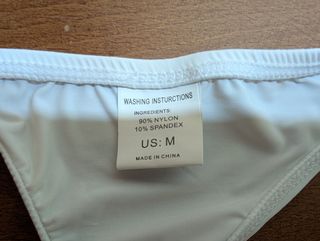 WASHING INSTURCTIONS
INGREDIENTS:
90% NYLON
10% SPANDEX
US: M
MADE IN CHINA